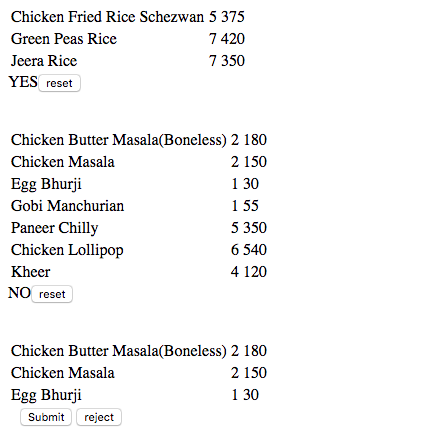 Chicken Fried Rice Schezwan 5 375
Green Peas Rice 7 420
Jeera Rice 7 350
YES reset
Chicken Butter Masala(Boneless) 2 180
Chicken Masala 2 150
Egg Bhurji 1 30
Gobi Manchurian 1 55
Paneer Chilly 5 350
Chicken Lollipop 6 540
Kheer 4 120
NO reset
Chicken Butter Masala(Boneless) 2 180
Chicken Masala 2 150
Egg Bhurji 1 30
Submit reject